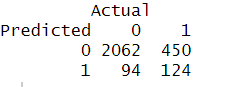 Actual
Predicted 0 1
0 2062 450
1 94 124